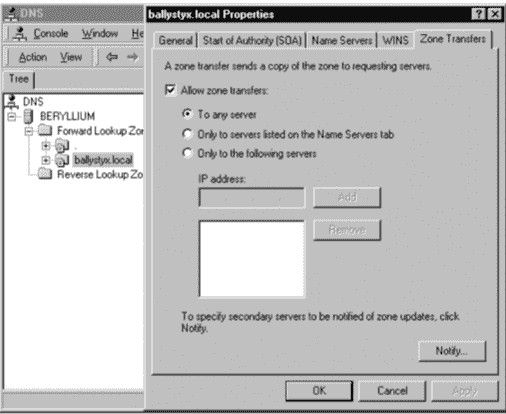 DNS
Console Window He
Action View
Tree
DNS
BERYLLIUM
Forward Lookup Zor
.
ballystyx.local
Reverse Lookup Zo
ballystyx.local Properties
General Start of Authority (SOA) Name Servers WINS Zone Transfers
A zone transfer sends a copy of the zone to requesting servers.
Allow zone transfers:
To any server
Only to servers listed on the Name Servers tab
Only to the following servers
IP address:
Add
Remove
To specify secondary servers to be notified of zone updates, click
Notify.
Notify...
OK Cancel Apply